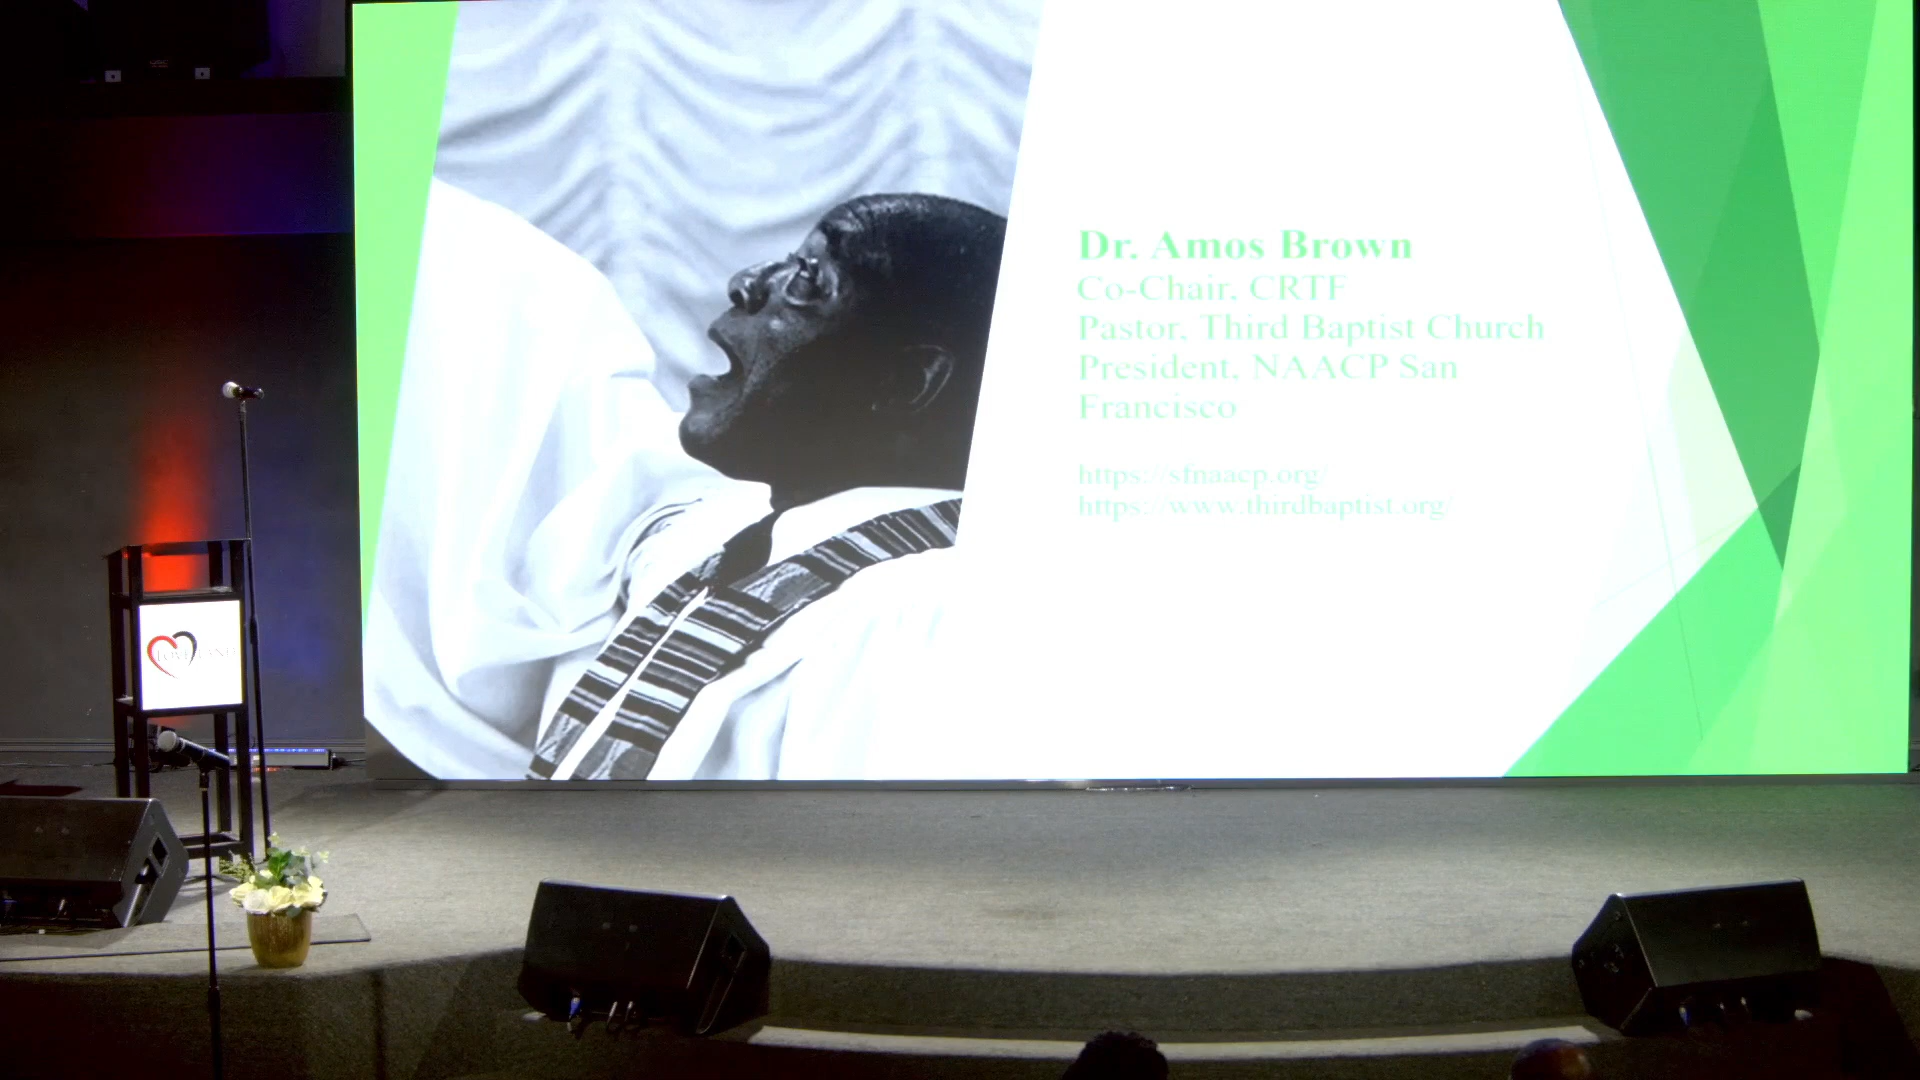 Dr. Amos Brown
Co-Chair, CRTF
Pastor, Third Baptist Church
President, NAACP San
Francisco
https://sfnaacp.org/
https://www.thirdbaptist.org/